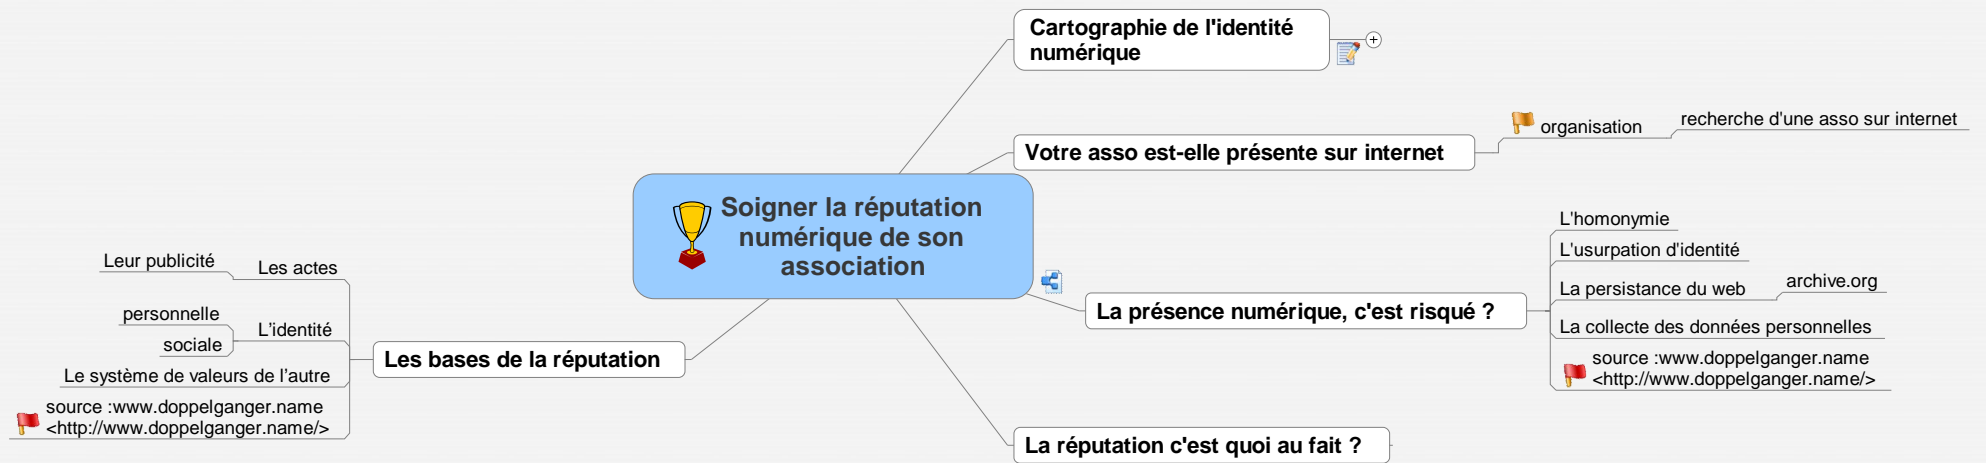 Cartographie de l'identité
numérique
Votre asso est-elle présente sur internet
organisation
recherche d'une asso sur internet
Soigner la réputation
numérique de son
association
La présence numérique, c'est risqué ?
L'homonymie
L'usurpation d'identité
La persistance du web
archive.org
La collecte des données personnelles
source :www.doppelganger.name
<http://www.doppelganger.name/>
La réputation c'est quoi au fait ?
Les bases de la réputation
Les actes
Leur publicité
L’identité
personnelle
sociale
Le système de valeurs de l’autre
source :www.doppelganger.name
<http://www.doppelganger.name/>